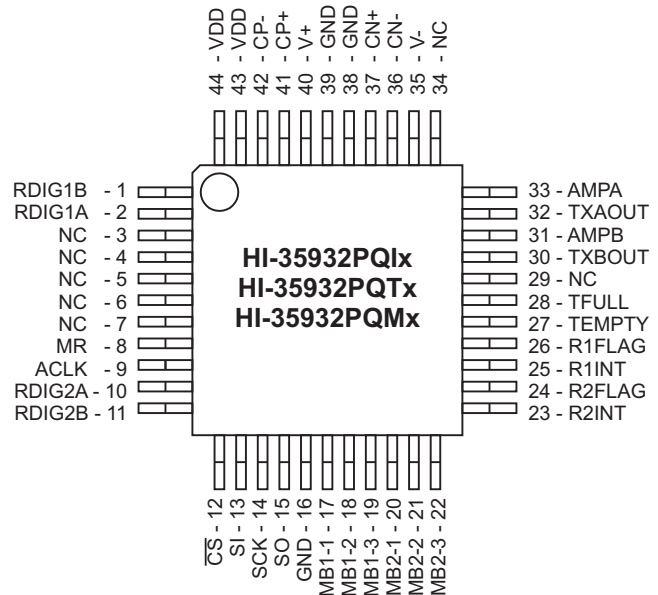 44 - VDD
43 - VDD
42 - CP-
41 - CP+
40 - V+
39 - GND
38 - GND
37 - CN+
36 - CN-
35 - V-
34 - NC
RDIG1B - 1
RDIG1A - 2
NC - 3
NC - 4
NC - 5
NC - 6
NC - 7
MR - 8
ACLK - 9
RDIG2A - 10
RDIG2B - 11
HI-35932PQIx
HI-35932PQTx
HI-35932PQMx
33 - AMPA
32 - TXAOUT
31 - AMPB
30 - TXBOUT
29 - NC
28 - TFULL
27 - TEMPTY
26 - R1FLAG
25 - R1INT
24 - R2FLAG
23 - R2INT
C̅S̅ - 12
SI - 13
SCK - 14
SO - 15
GND - 16
MB1-1 - 17
MB1-2 - 18
MB1-3 - 19
MB2-1 - 20
MB2-2 - 21
MB2-3 - 22